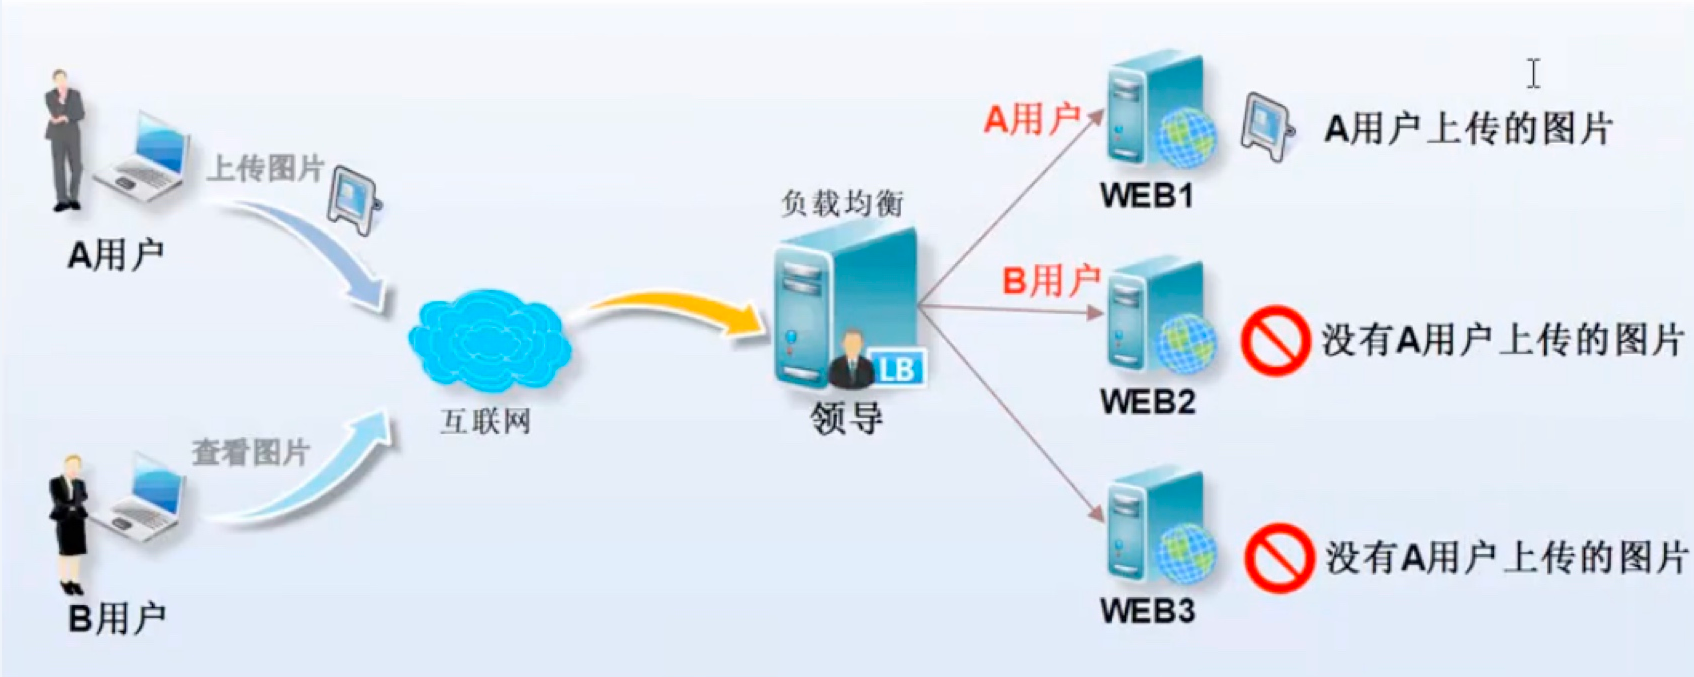 上传图片
A用户
查看图片
B用户
互联网
负载均衡
LB
领导
A用户
WEB1
A用户上传的图片
B用户
WEB2
没有A用户上传的图片
WEB3
没有A用户上传的图片